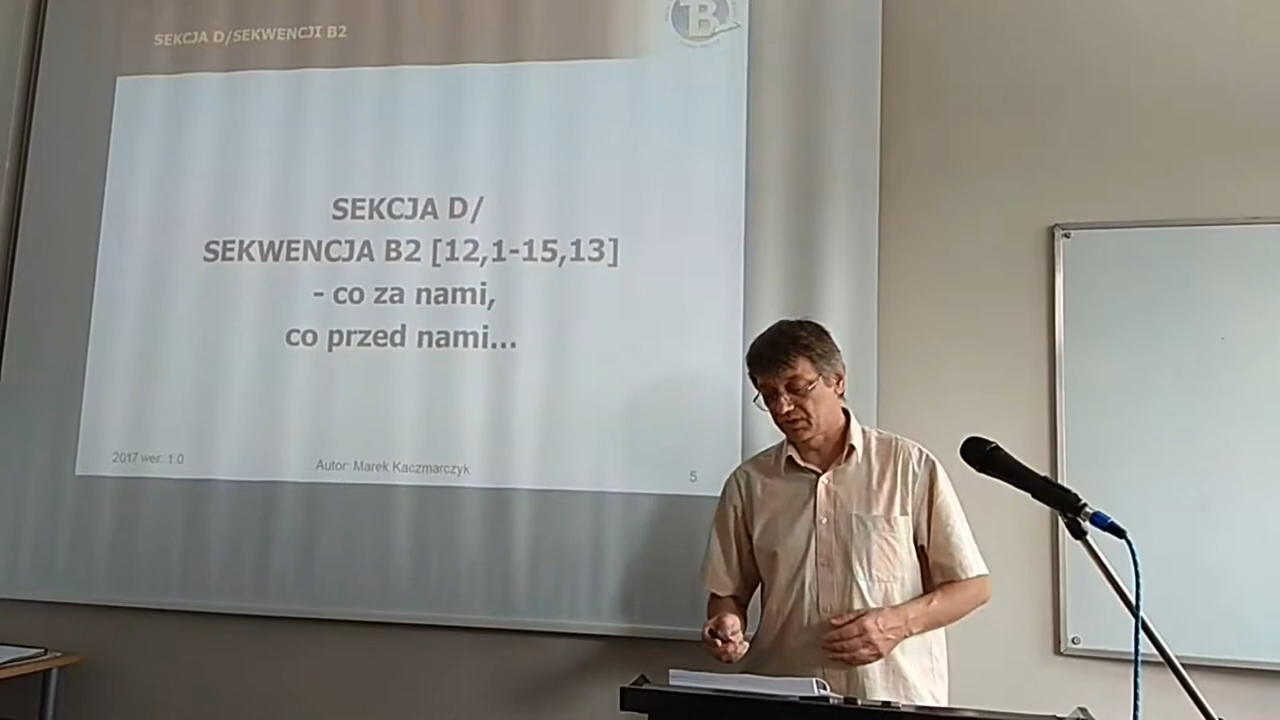 SEKCJA D/SEKWENCJI B2
B
SEKCJA D/
SEKWENCJA B2 [12,1-15,13]
- co za nami,
co przed nami...
2017 wer. 1.0
Autor: Marek Kaczmarczyk
5